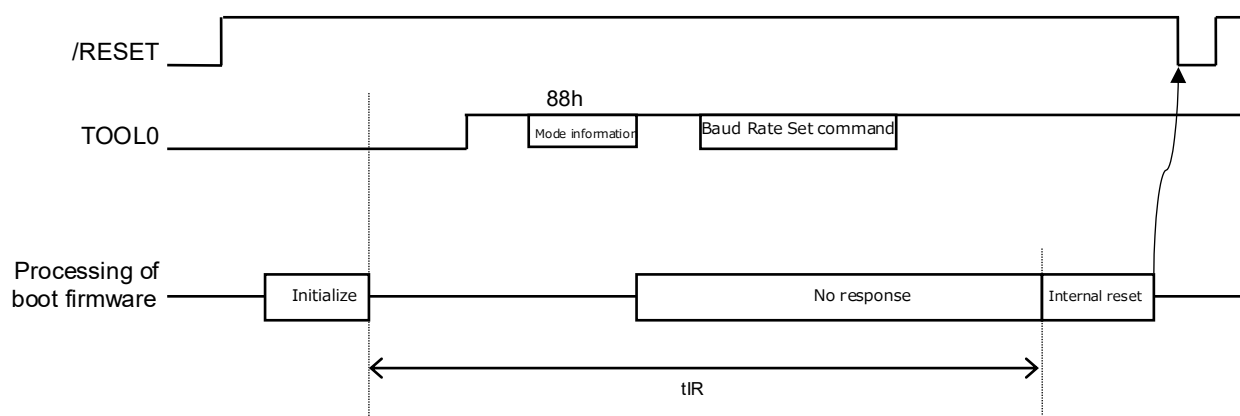 /RESET
88h
TOOL0
Mode information
Baud Rate Set command
Processing of
boot firmware
Initialize
No response
Internal reset
tIR